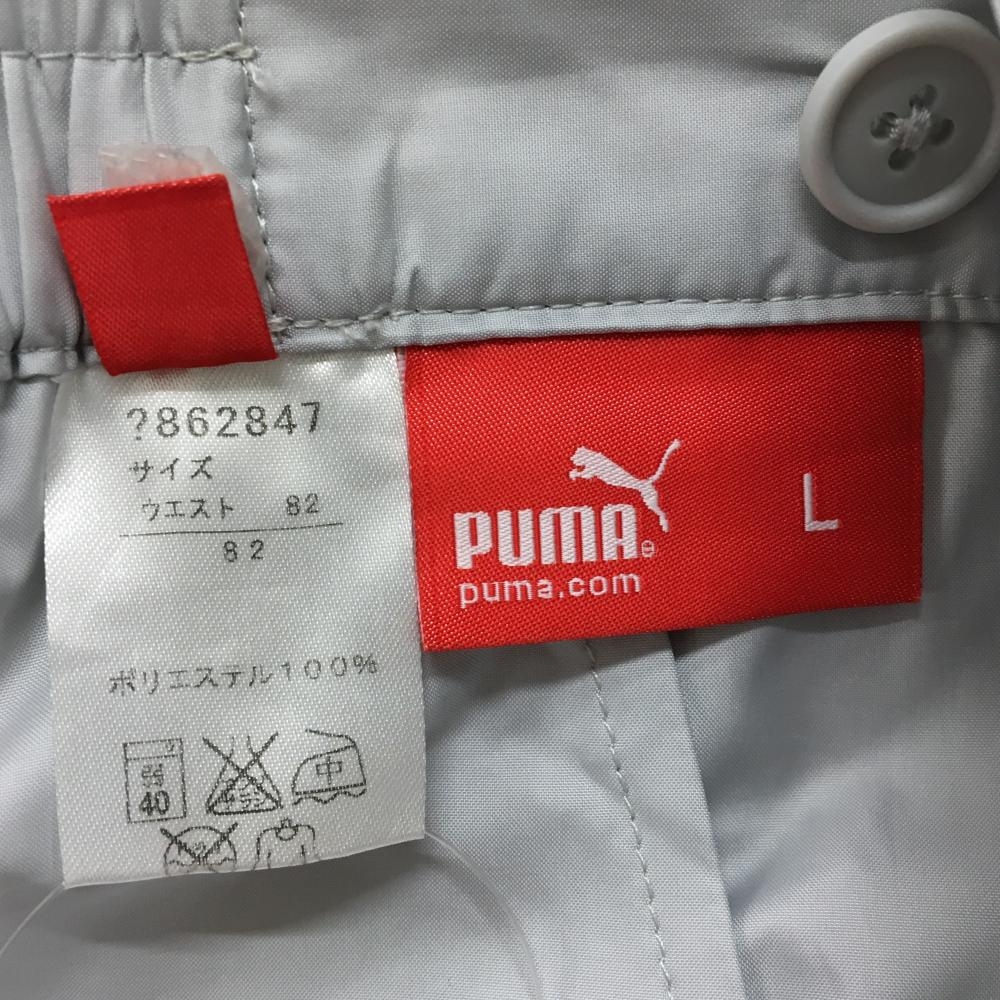 ?862847
サイズ
ウエスト 82
82
ポリエステル100%
40
中
PUMA
puma.com
L